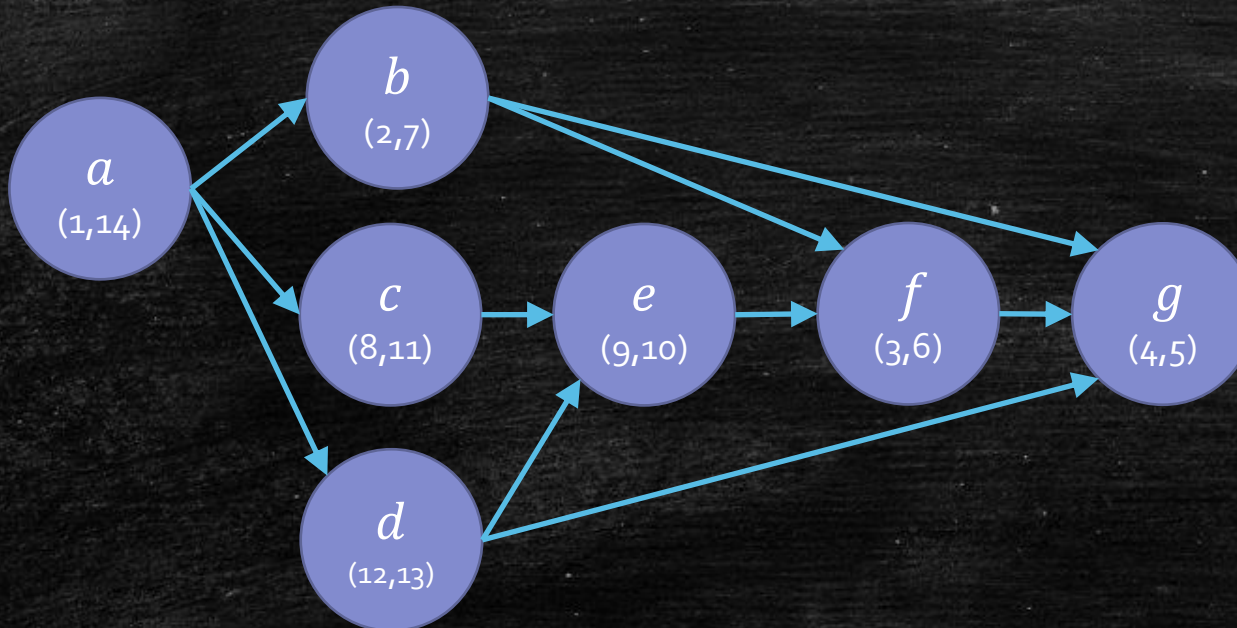 a
(1,14)
b
(2,7)
c
(8,11)
d
(12,13)
e
(9,10)
f
(3,6)
g
(4,5)